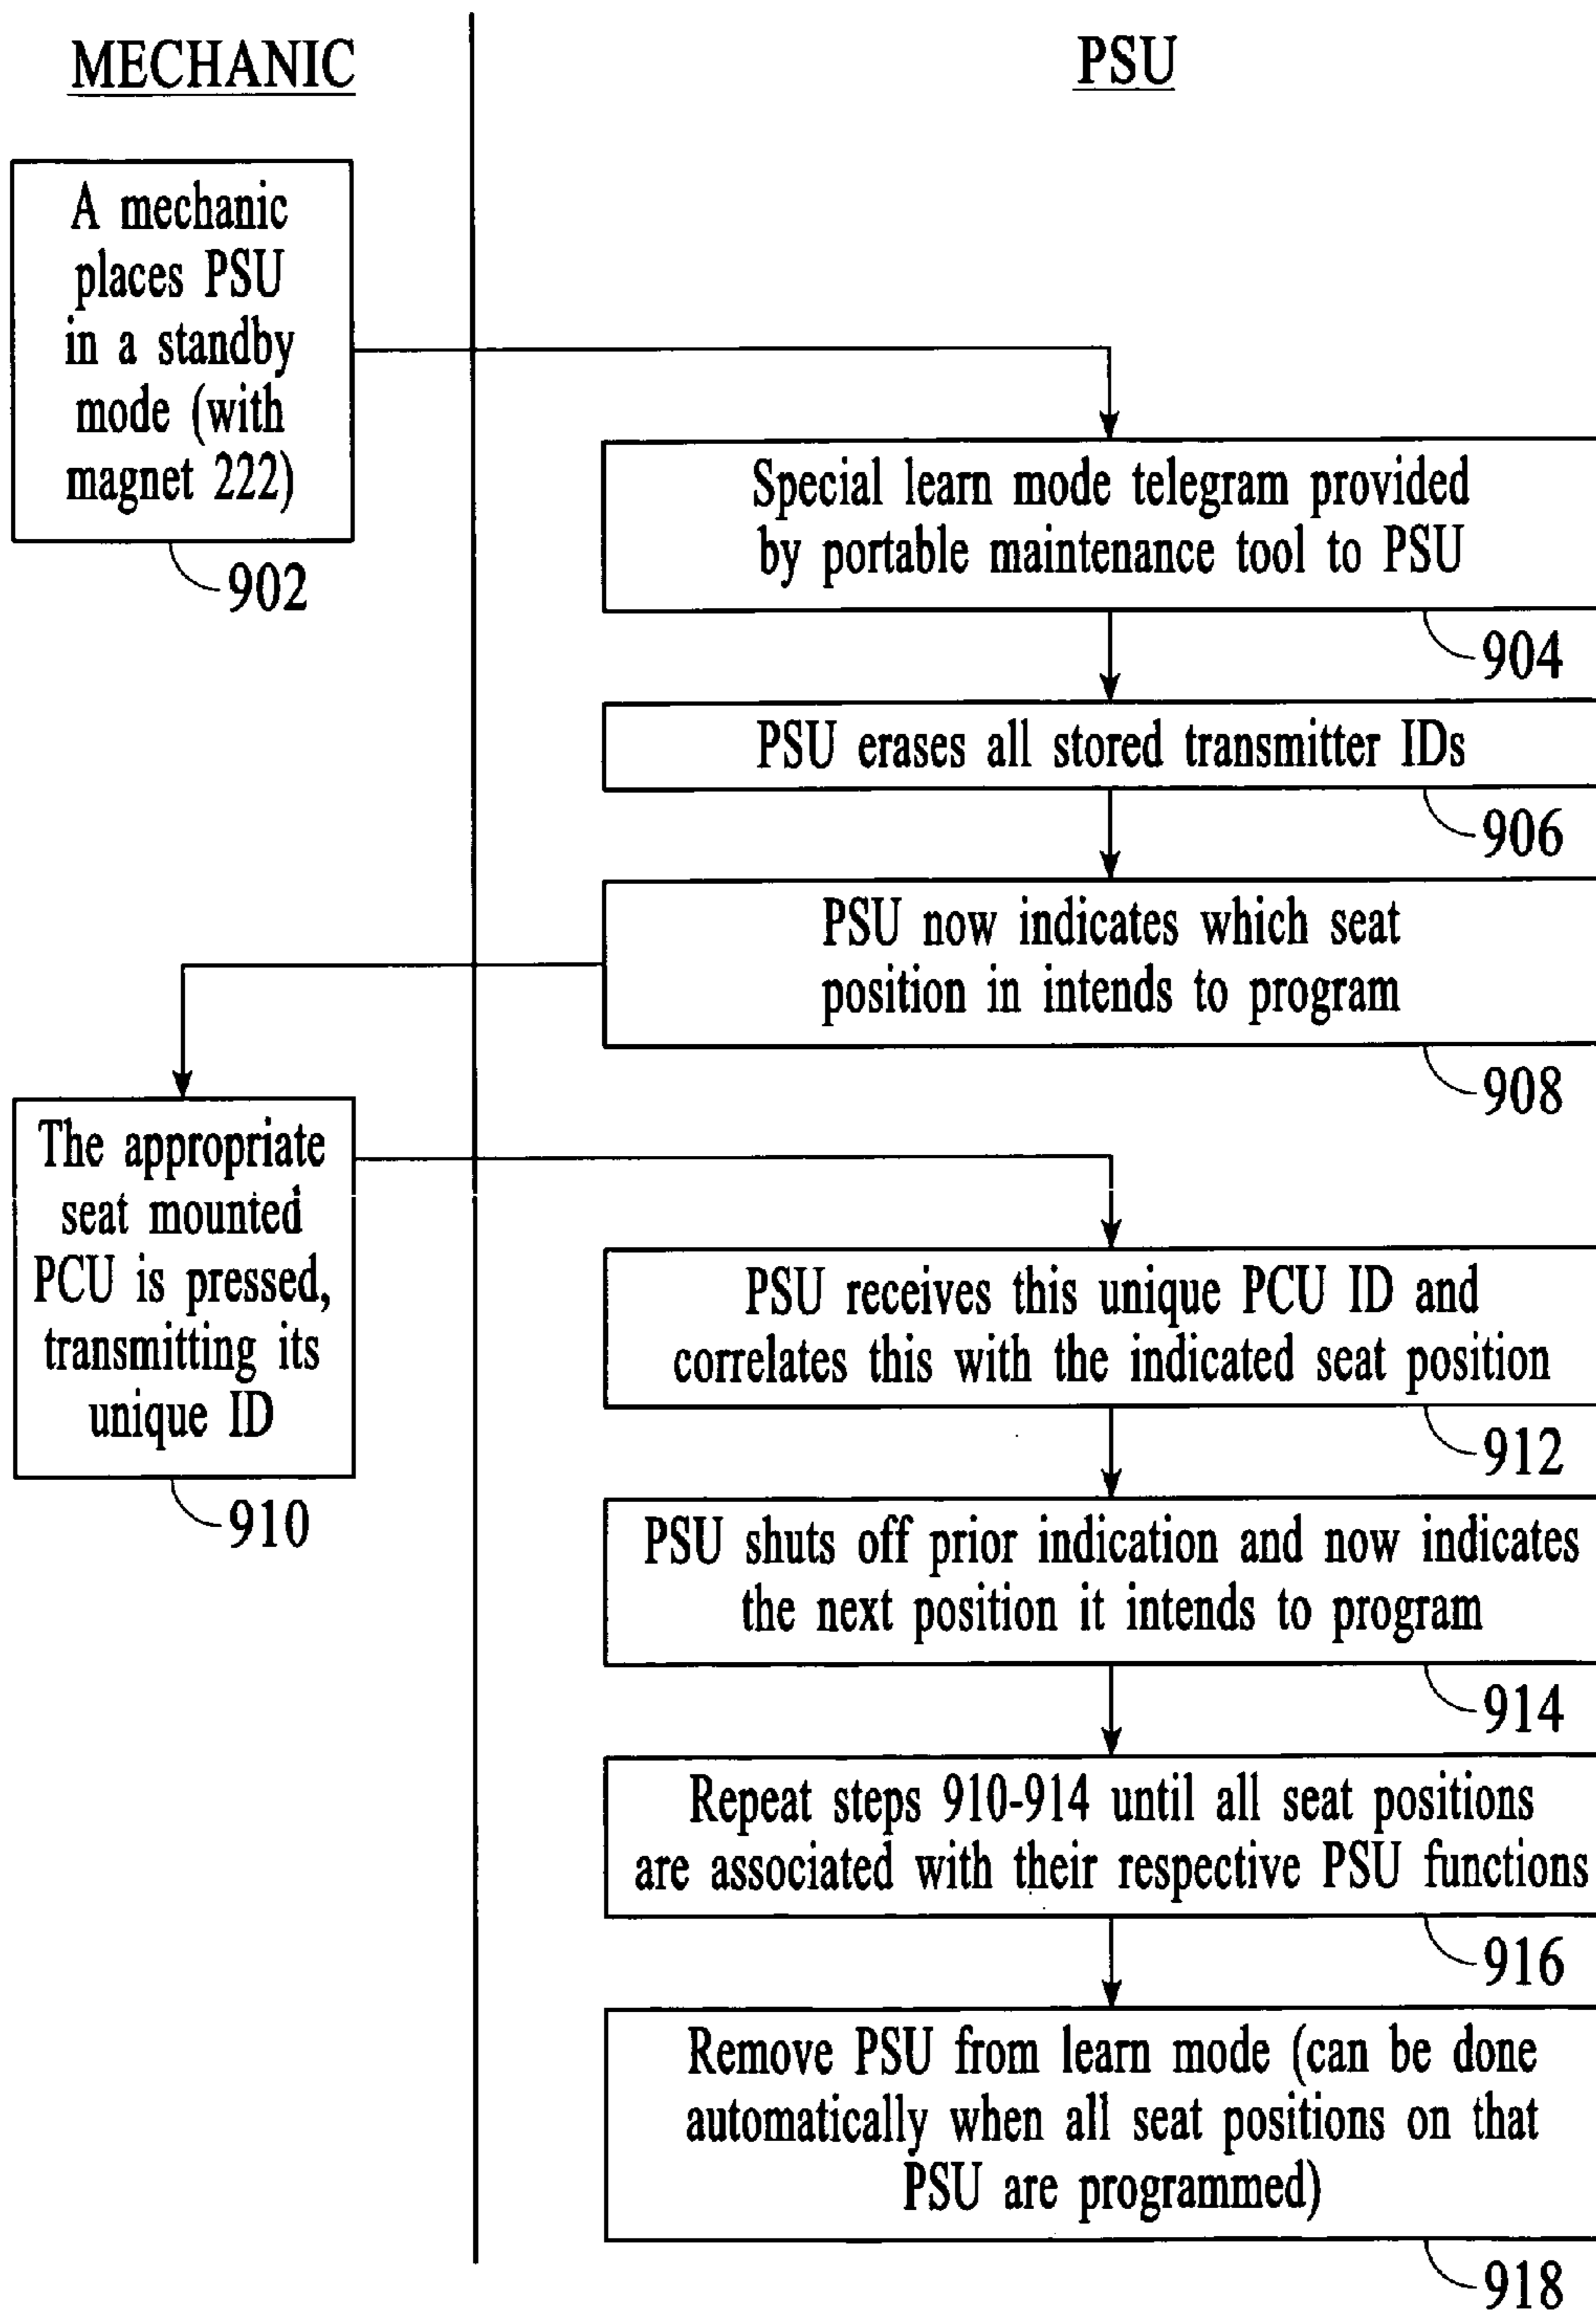 MECHANIC
PSU
A mechanic
places PSU
in a standby
mode (with
magnet 222)
902
Special learn mode telegram provided
by portable maintenance tool to PSU
904
PSU erases all stored transmitter IDs
906
PSU now indicates which seat
position in intends to program
908
The appropriate
seat mounted
PCU is pressed,
transmitting its
unique ID
910
PSU receives this unique PCU ID and
correlates this with the indicated seat position
912
PSU shuts off prior indication and now indicates
the next position it intends to program
914
Repeat steps 910-914 until all seat positions
are associated with their respective PSU functions
916
Remove PSU from learn mode (can be done
automatically when all seat positions on that
PSU are programmed)
918